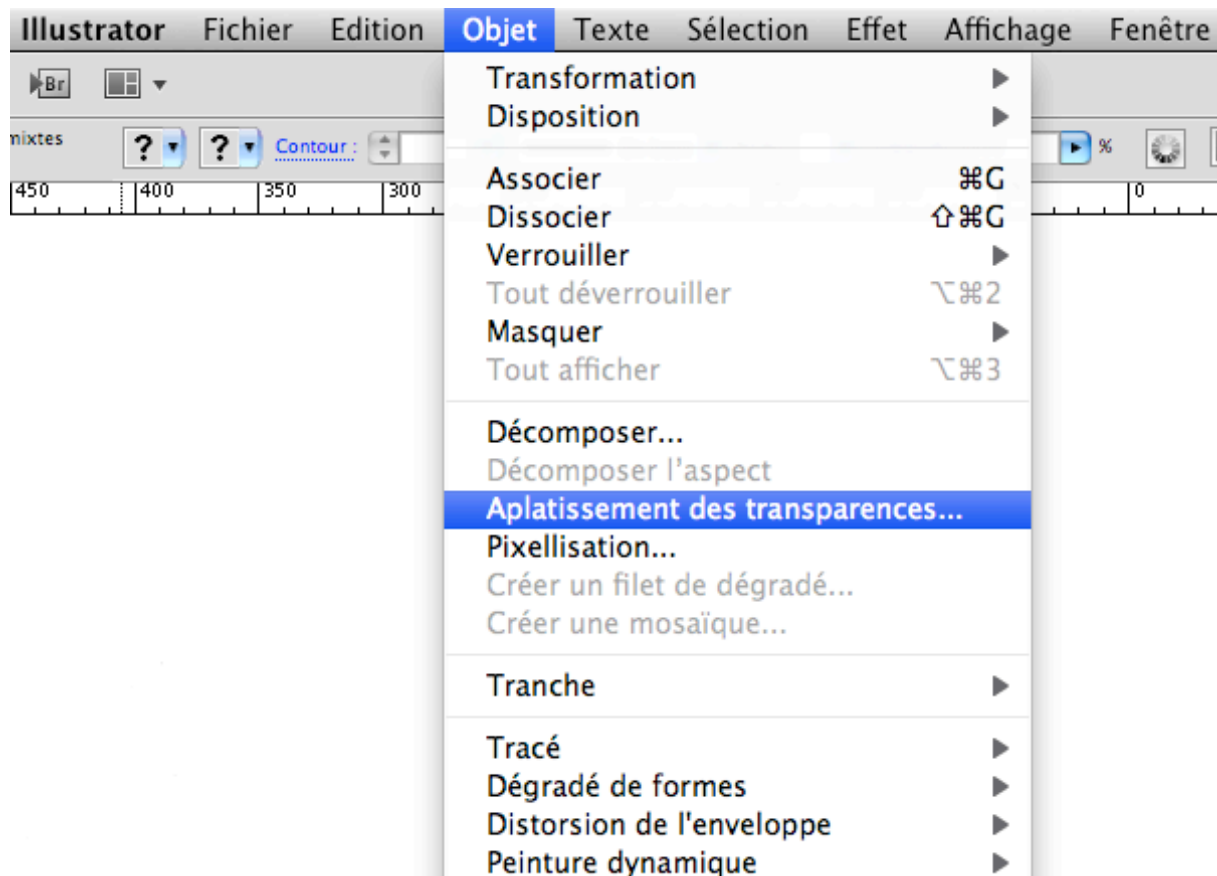 Illustrator Fichier Edition Objet Texte Sélection Effet Affichage Fenêtre
Br
mixtes ? ? Contour : %
450 400 350 300 0
Transformation
Disposition
Associer ⌘G
Dissocier ⇧⌘G
Verrouiller
Tout déverrouiller ⌥⌘2
Masquer
Tout afficher ⌥⌘3
Décomposer...
Décomposer l'aspect
Aplatissement des transparences...
Pixellisation...
Créer un filet de dégradé...
Créer une mosaïque...
Tranche
Tracé
Dégradé de formes
Distorsion de l'enveloppe
Peinture dynamique